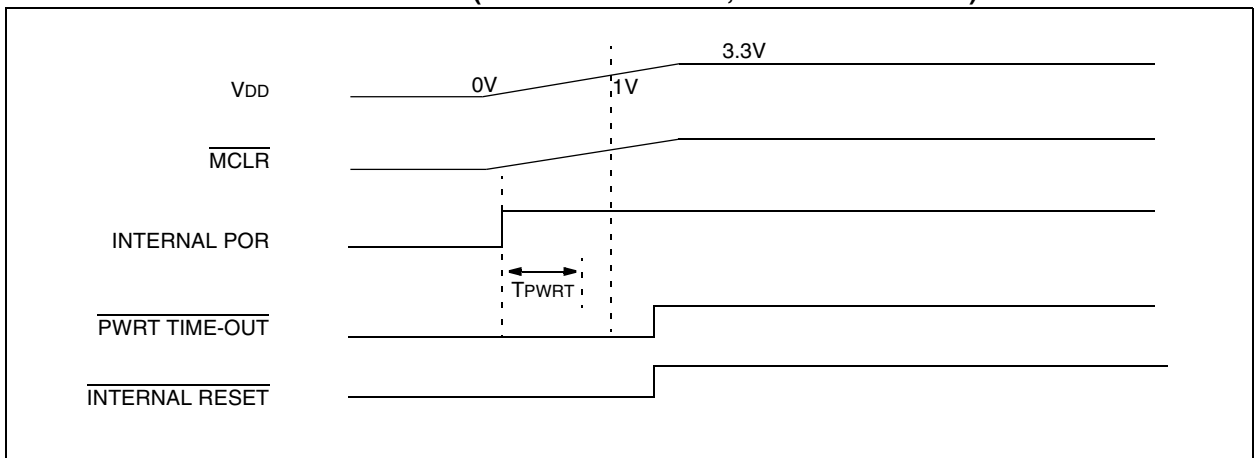 3.3V
0V
1V
VDD
MCLR
INTERNAL POR
TPWRT
PWRT TIME-OUT
INTERNAL RESET